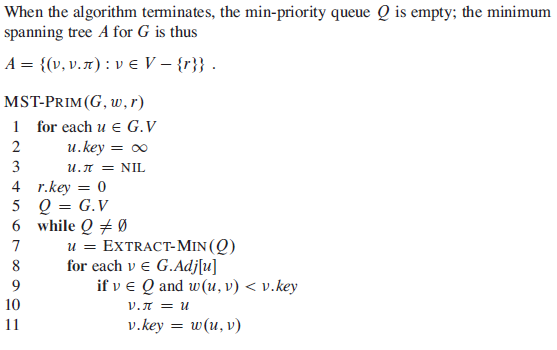 When the algorithm terminates, the min-priority queue Q is empty; the minimum
spanning tree A for G is thus
A = {(v, v.π) : v ∈ V − {r}} .
MST-PRIM(G, w, r)
1 for each u ∈ G.V
2 u.key = ∞
3 u.π = NIL
4 r.key = 0
5 Q = G.V
6 while Q ≠ ∅
7 u = EXTRACT-MIN(Q)
8 for each v ∈ G.Adj[u]
9 if v ∈ Q and w(u, v) < v.key
10 v.π = u
11 v.key = w(u, v)